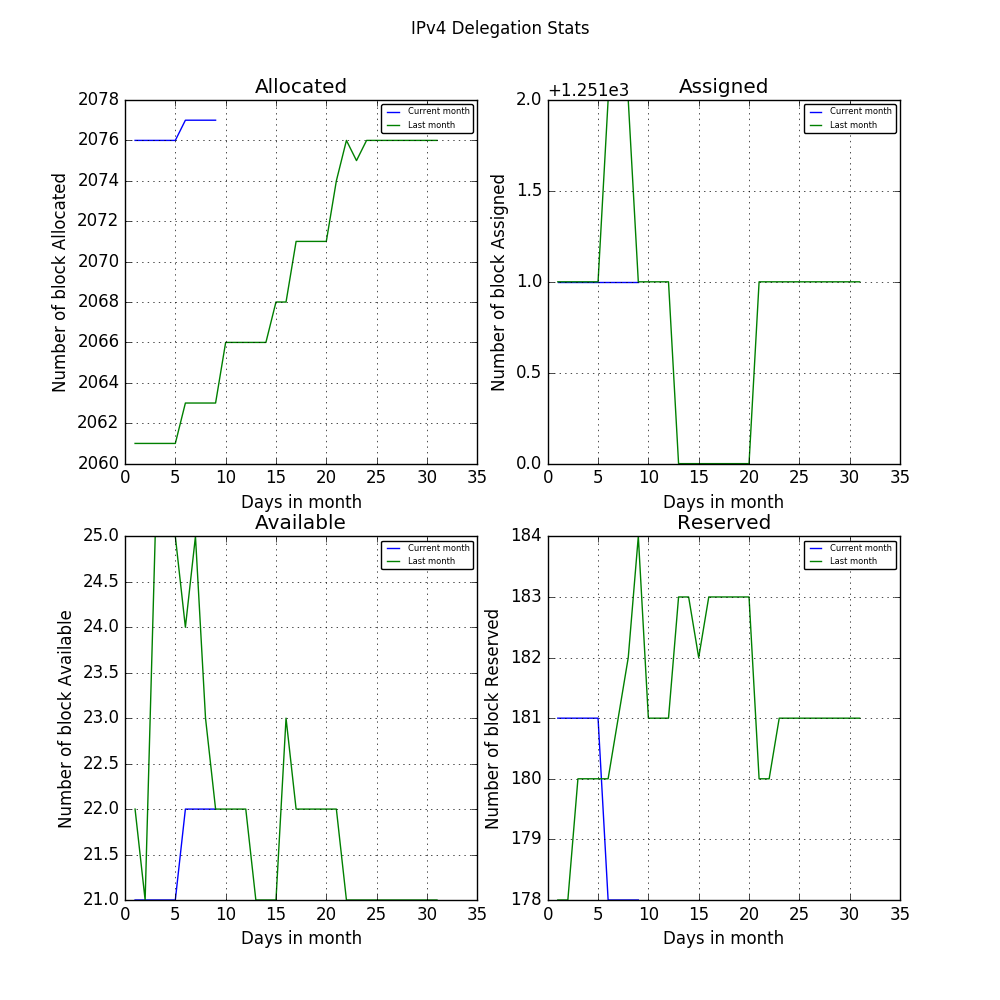 IPv4 Delegation Stats
Allocated
Number of block Allocated
2078
2076
2074
2072
2070
2068
2066
2064
2062
2060
0 5 10 15 20 25 30 35
Days in month
Current month
Last month
Assigned
+1.251e3
Number of block Assigned
2.0
1.5
1.0
0.5
0.0
0 5 10 15 20 25 30 35
Days in month
Current month
Last month
Available
Number of block Available
25.0
24.5
24.0
23.5
23.0
22.5
22.0
21.5
21.0
0 5 10 15 20 25 30 35
Days in month
Current month
Last month
Reserved
Number of block Reserved
184
183
182
181
180
179
178
0 5 10 15 20 25 30 35
Days in month
Current month
Last month